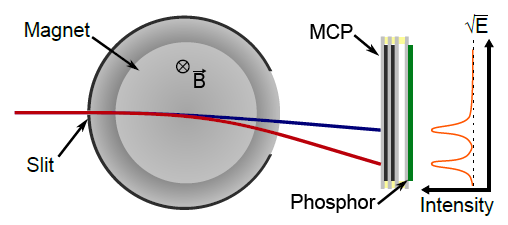 Magnet
MCP
√E
B
Slit
Phosphor
Intensity